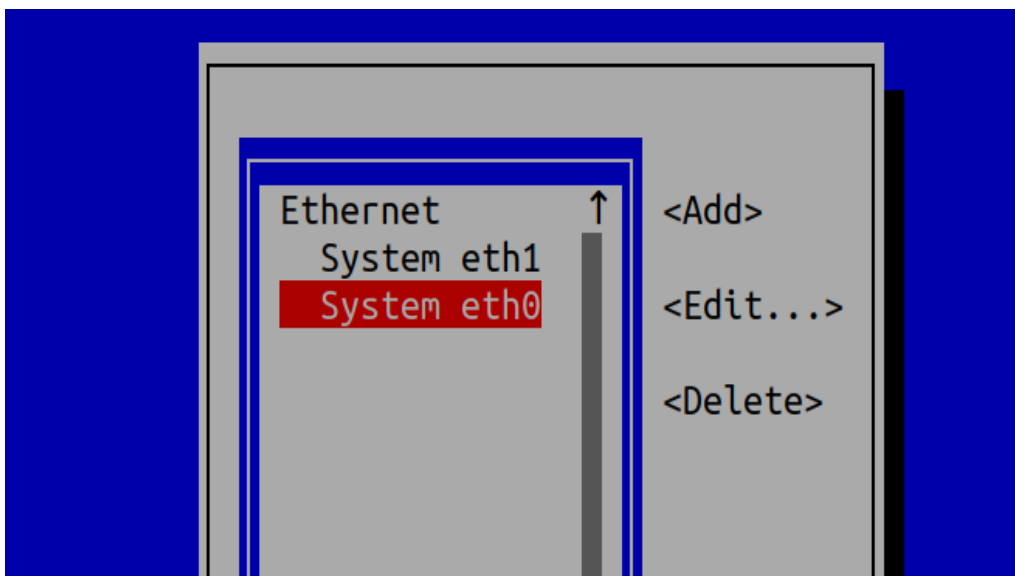 Ethernet ↑ <Add>
System eth1
System eth0 <Edit...>
<Delete>